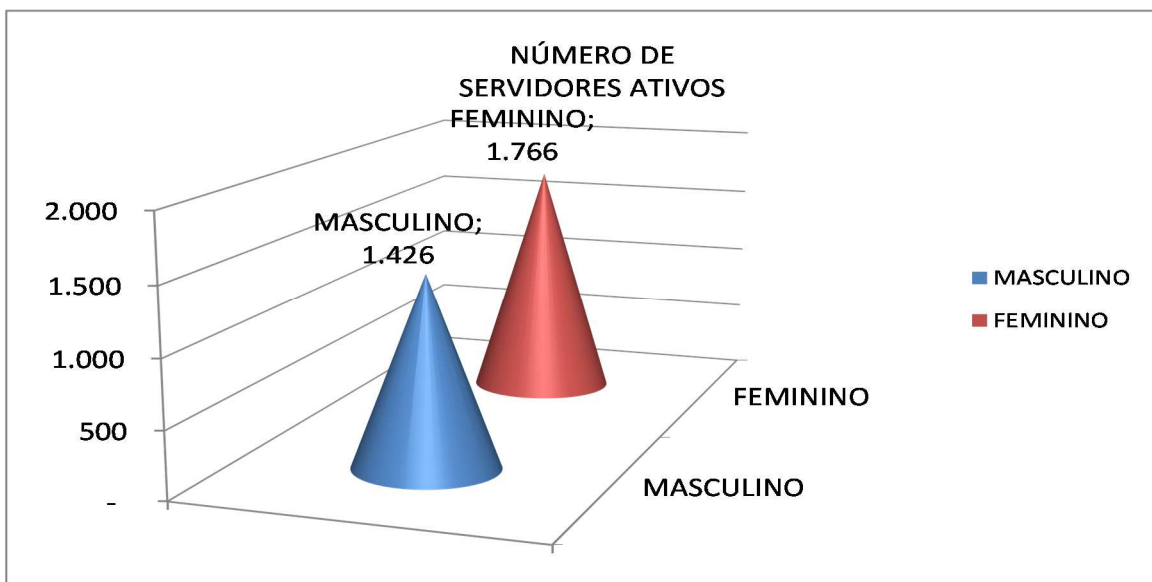 NÚMERO DE
SERVIDORES ATIVOS
FEMININO;
1.766
MASCULINO;
1.426
2.000
1.500
1.000
500
-
MASCULINO
FEMININO
FEMININO
MASCULINO